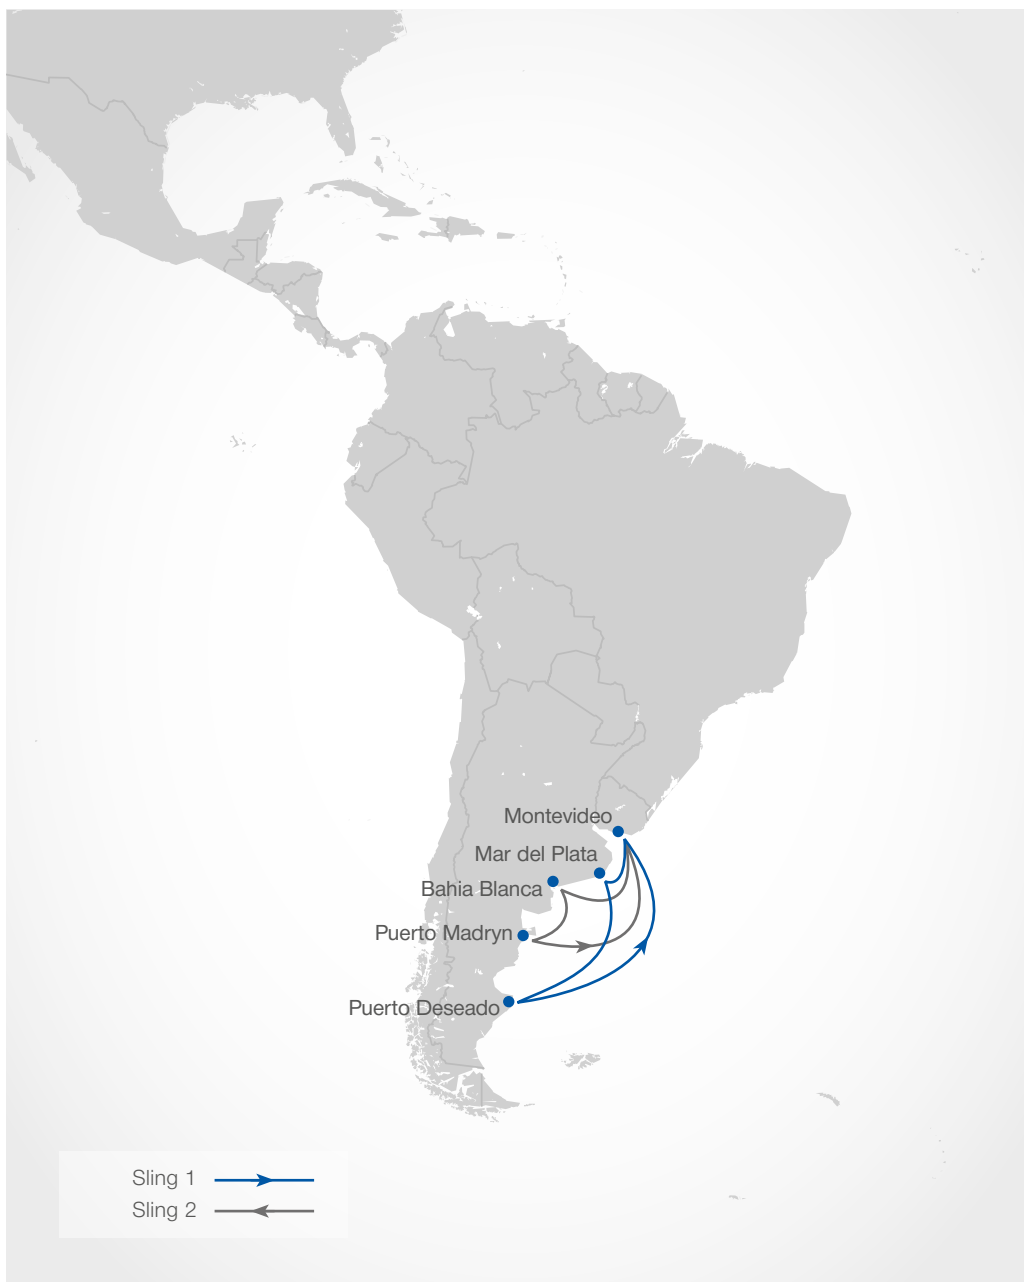 Montevideo
Mar del Plata
Bahia Blanca
Puerto Madryn
Puerto Deseado
Sling 1
Sling 2